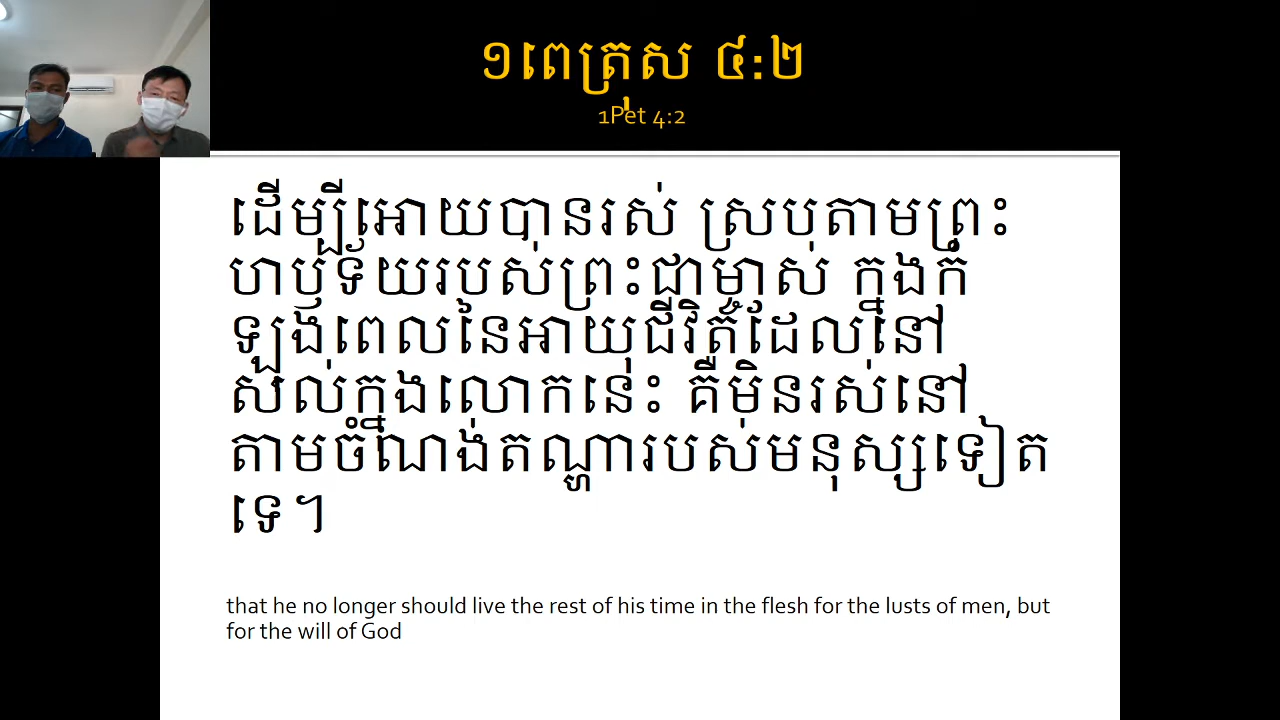 ១ពេត្រុស ៤:២
1Pet 4:2
ដើម្បីអោយបានរស់ ស្របតាមព្រះ
ហឫទ័យរបស់ព្រះជាម្ចាស់ ក្នុងកំ
ឡុងពេលនៃអាយុជីវិតដែលនៅ
សល់ក្នុងលោកនេះ គឺមិនរស់នៅ
តាមចំណង់តណ្ហារបស់មនុស្សទៀត
ទេ។
that he no longer should live the rest of his time in the flesh for the lusts of men, but
for the will of God